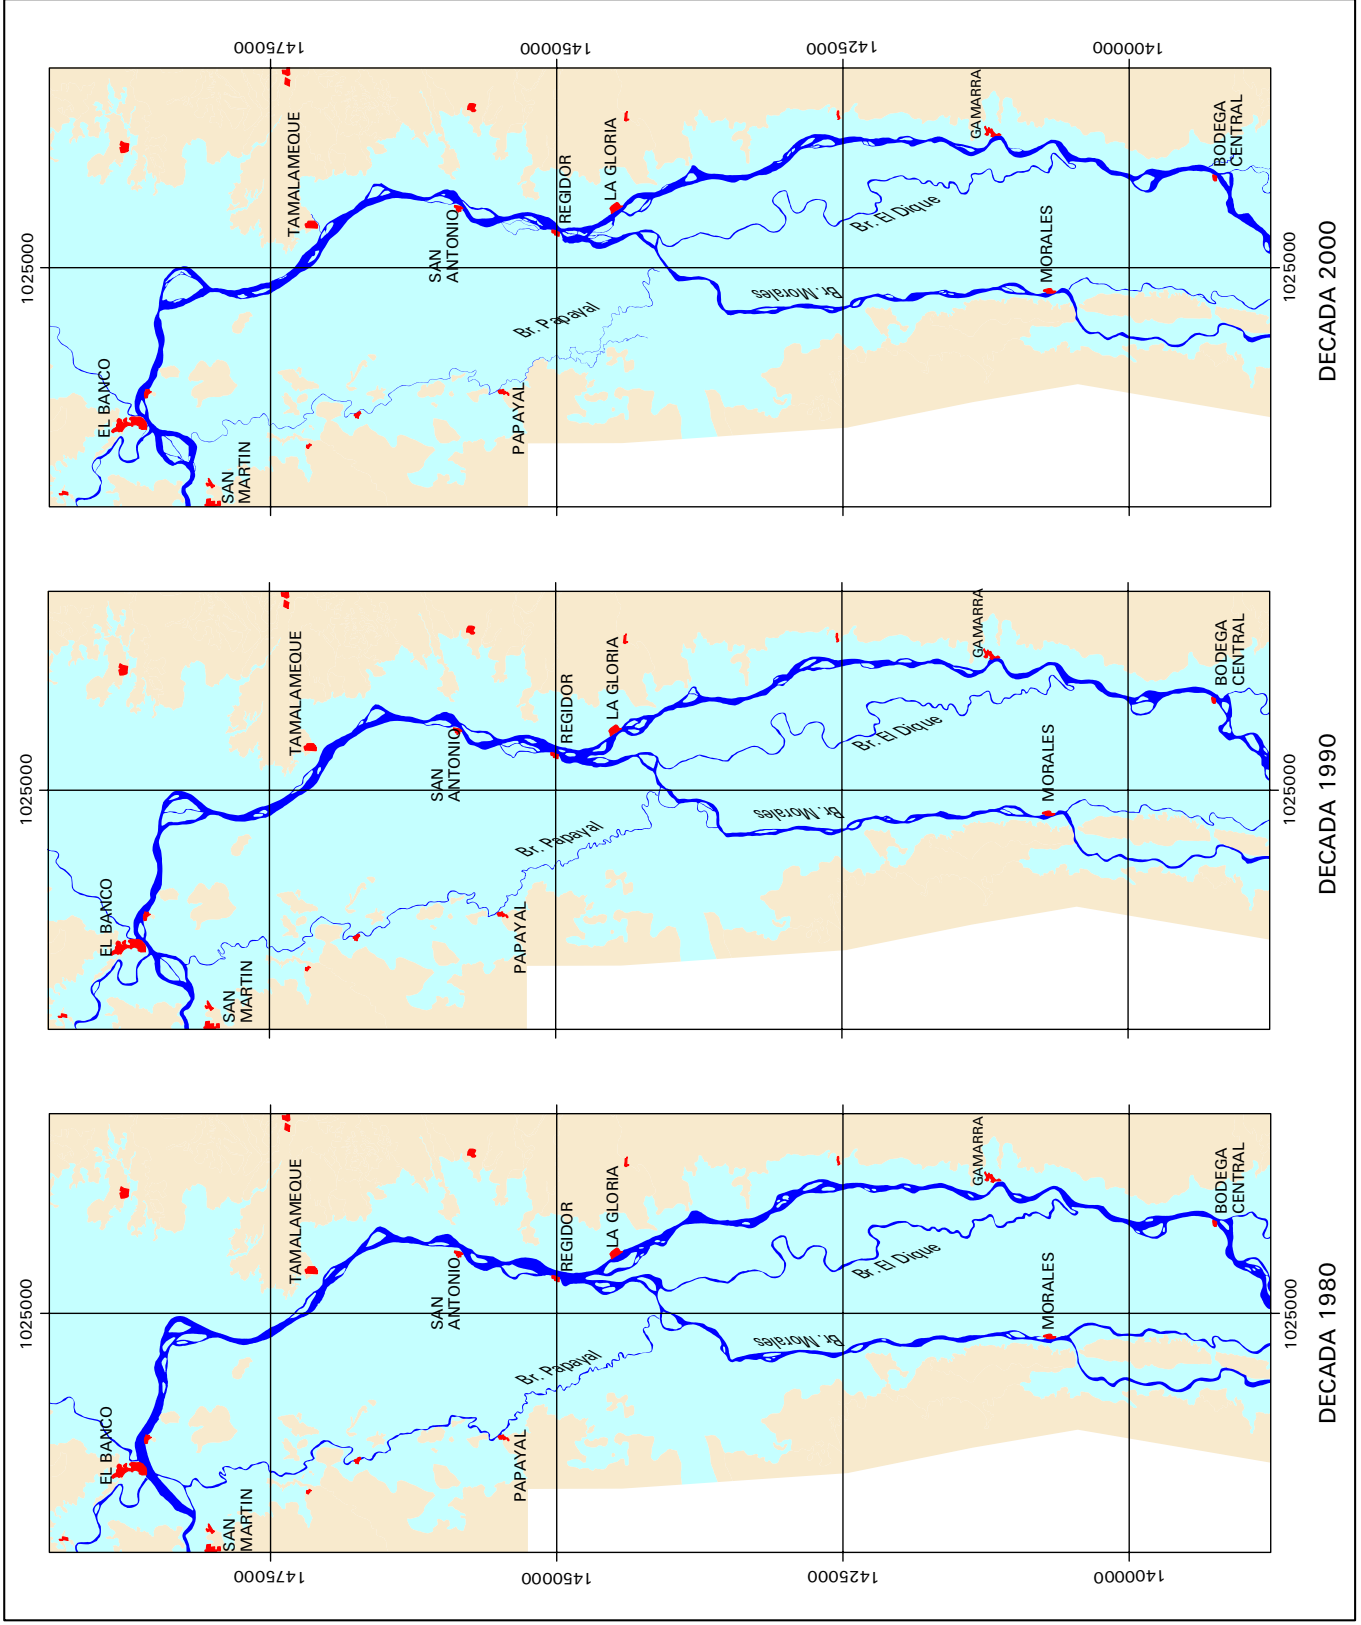 1025000
1475000
1450000
1425000
1400000
EL BANCO
SAN
MARTIN
TAMALAMEQUE
SAN
ANTONIO
PAPAYAL
Br. Papayal
REGIDOR
LA GLORIA
Br. Morales
Br. El Dique
GAMARRA
MORALES
BODEGA
CENTRAL
1025000
DECADA 1980
1025000
EL BANCO
SAN
MARTIN
TAMALAMEQUE
SAN
ANTONIO
PAPAYAL
Br. Papayal
REGIDOR
LA GLORIA
Br. Morales
Br. El Dique
GAMARRA
MORALES
BODEGA
CENTRAL
1025000
DECADA 1990
1025000
EL BANCO
SAN
MARTIN
TAMALAMEQUE
SAN
ANTONIO
PAPAYAL
Br. Papayal
REGIDOR
LA GLORIA
Br. Morales
Br. El Dique
GAMARRA
MORALES
BODEGA
CENTRAL
1475000
1450000
1425000
1400000
1025000
DECADA 2000